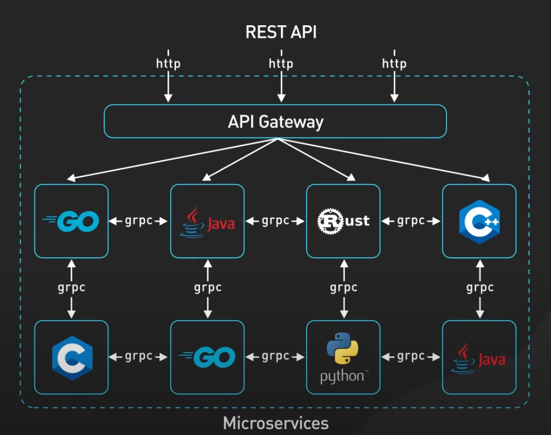 REST API
http http http
API Gateway
GO grpc Java grpc Rust grpc C++
grpc grpc grpc grpc
C grpc GO grpc python™ grpc Java
Microservices